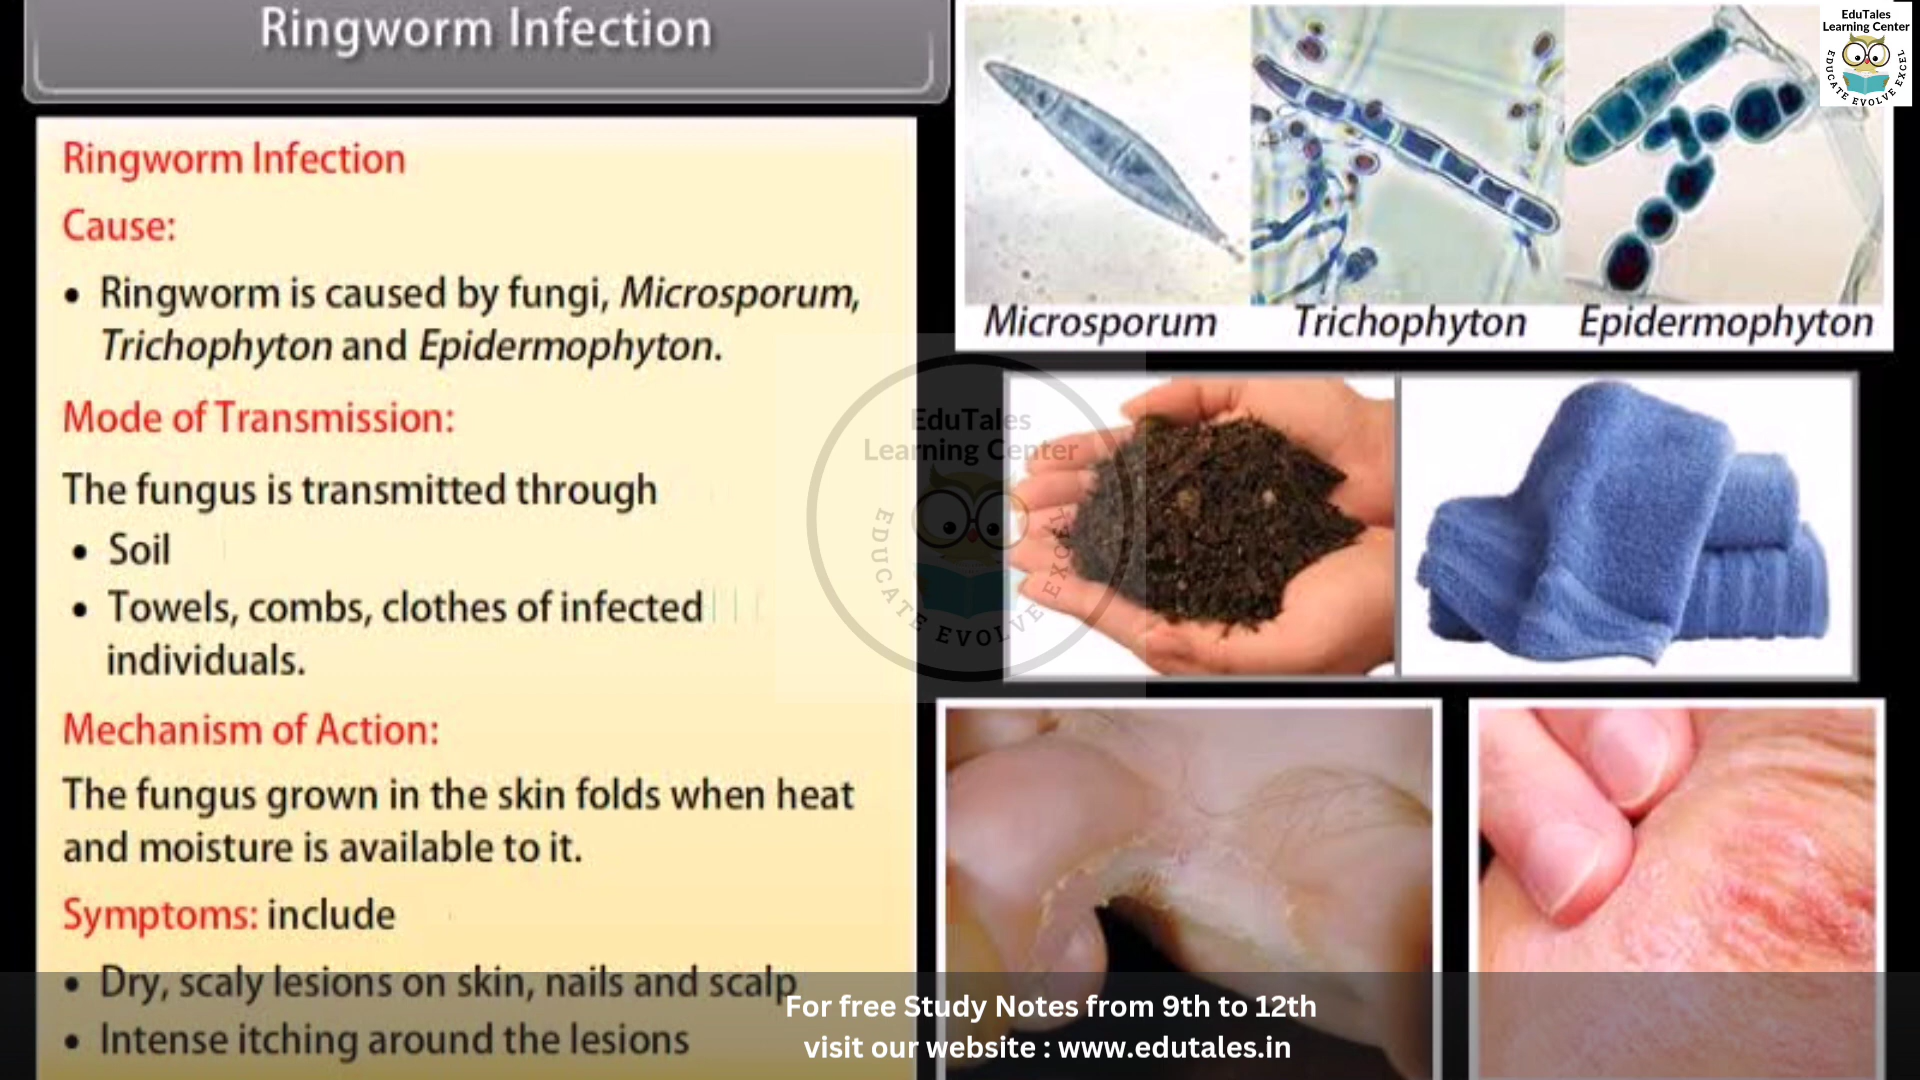 Ringworm Infection
Ringworm Infection
Cause:
• Ringworm is caused by fungi, Microsporum,
Trichophyton and Epidermophyton.
Mode of Transmission:
The fungus is transmitted through
• Soil
• Towels, combs, clothes of infected
individuals.
Mechanism of Action:
The fungus grown in the skin folds when heat
and moisture is available to it.
Symptoms: include
• Dry, scaly lesions on skin, nails and scalp
• Intense itching around the lesions
Microsporum
Trichophyton
Epidermophyton
EduTales
Learning Center
EDUCATE EVOLVE EXCEL
EduTales
Learning Center
EDUCATE EVOLVE EXCEL
For free Study Notes from 9th to 12th
visit our website : www.edutales.in